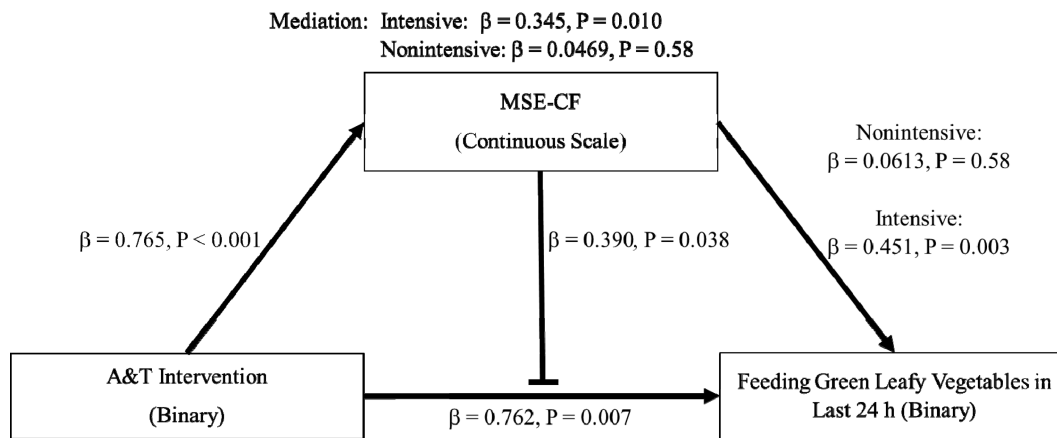 Mediation: Intensive: β = 0.345, P = 0.010
Nonintensive: β = 0.0469, P = 0.58
MSE-CF
(Continuous Scale)
Nonintensive:
β = 0.0613, P = 0.58
Intensive:
β = 0.451, P = 0.003
β = 0.765, P < 0.001
β = 0.390, P = 0.038
A&T Intervention
(Binary)
β = 0.762, P = 0.007
Feeding Green Leafy Vegetables in
Last 24 h (Binary)